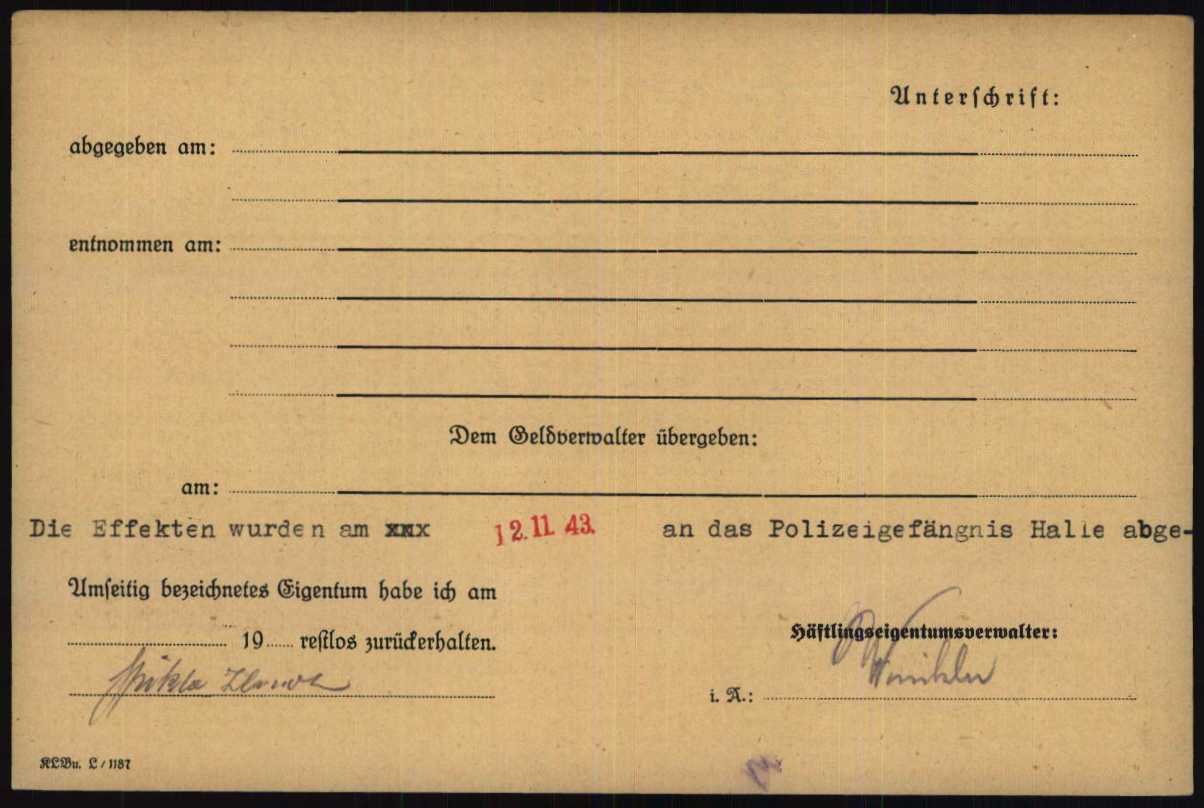 Unterschrift:
abgegeben am:
entnommen am:
Dem Geldverwalter übergeben:
am:
Die Effekten wurden am xxx 12.11.43. an das Polizeigefängnis Halle abge-
Umseitig bezeichnetes Eigentum habe ich am
19 restlos zurückerhalten.
Häftlingseigentumsverwalter:
Winkler
i. A.:
KLBu. L / 1187